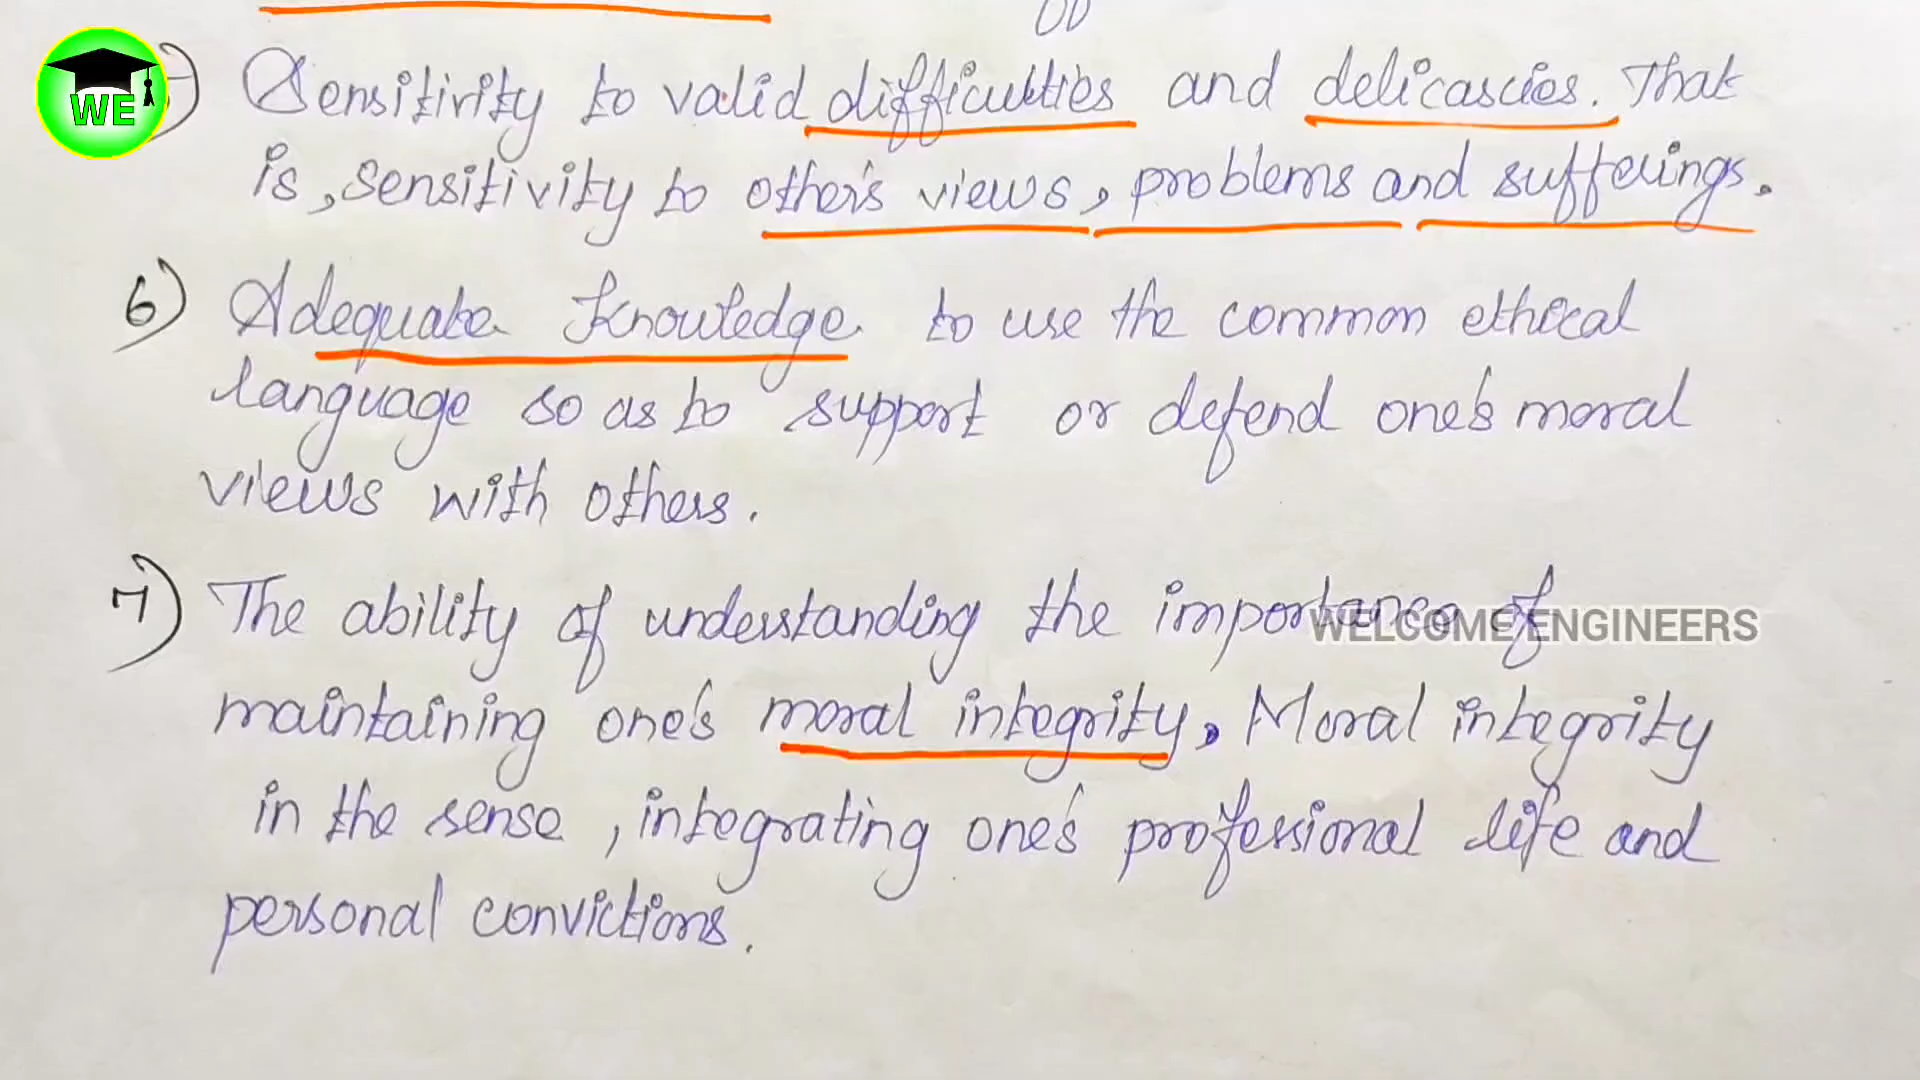 Sensitivity to valid difficulties and delicascies. That
is, sensitivity to other's views, problems and sufferings.
6) Adequate Knowledge to use the common ethical
language so as to support or defend one's moral
views with others.
7) The ability of understanding the importance of
maintaining one's moral integrity. Moral integrity
in the sense, integrating one's professional life and
personal convictions.
WE
WELCOME ENGINEERS